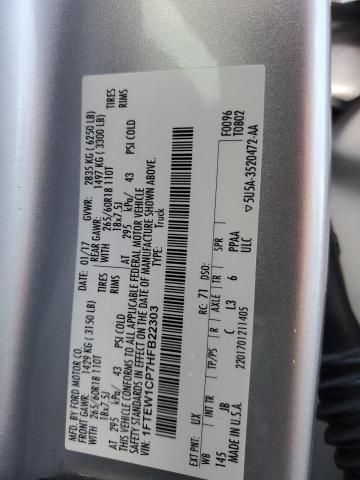 MFD. BY FORD MOTOR CO.
01/17 GVWR: 2835 KG ( 6250 LB)
FRONT GAWR: 1429 KG ( 3150 LB)
REAR GAWR: 1497 KG ( 3300 LB)
WITH TIRES
265/60R18 110T
RIMS
18x7.5J
AT 295 kPa/ 43 PSI COLD
WITH TIRES
265/60R18 110T
RIMS
18x7.5J
AT 295 kPa/ 43 PSI COLD
THIS VEHICLE CONFORMS TO ALL APPLICABLE FEDERAL MOTOR VEHICLE
SAFETY AND THEFT PREVENTION STANDARDS IN EFFECT ON THE DATE OF MANUFACTURE SHOWN ABOVE.
VIN: 1FTEW1CP7HFB22303
TYPE: Truck
F0096
T0802
EXT PNT: UX RC: 71 DSO:
WB BRK INT TR TP/PS R AXLE TR SPR
145 JB C L3 6 PPAA
MADE IN U.S.A. 2201701211405 ULC
▽5U5A-3520472-AA